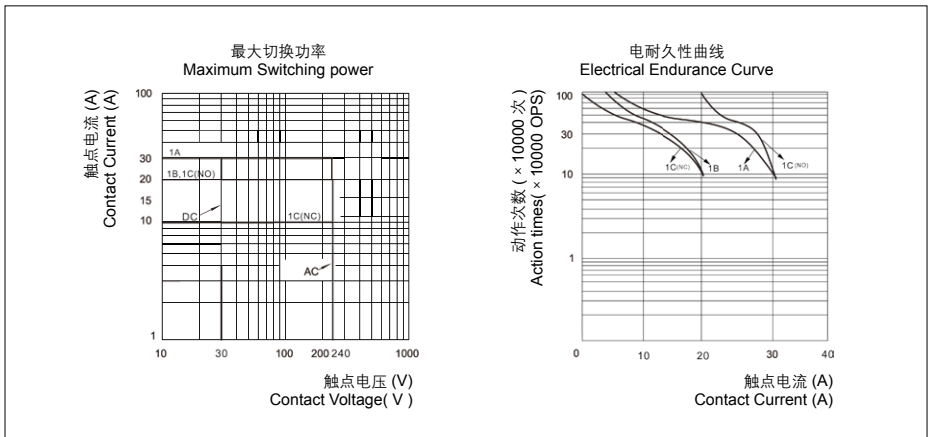 最大切换功率
Maximum Switching power
触点电流 (A)
Contact Current (A)
100
30
20
15
10
1
1A
1B,1C(NO)
DC
1C(NC)
AC
10
30
100
200 240
1000
触点电压 (V)
Contact Voltage( V )
电耐久性曲线
Electrical Endurance Curve
动作次数 ( × 10000 次 )
Action times( × 10000 OPS)
100
30
10
1
1C(NC)
1B
1A
1C(NO)
0
10
20
30
40
触点电流 (A)
Contact Current (A)